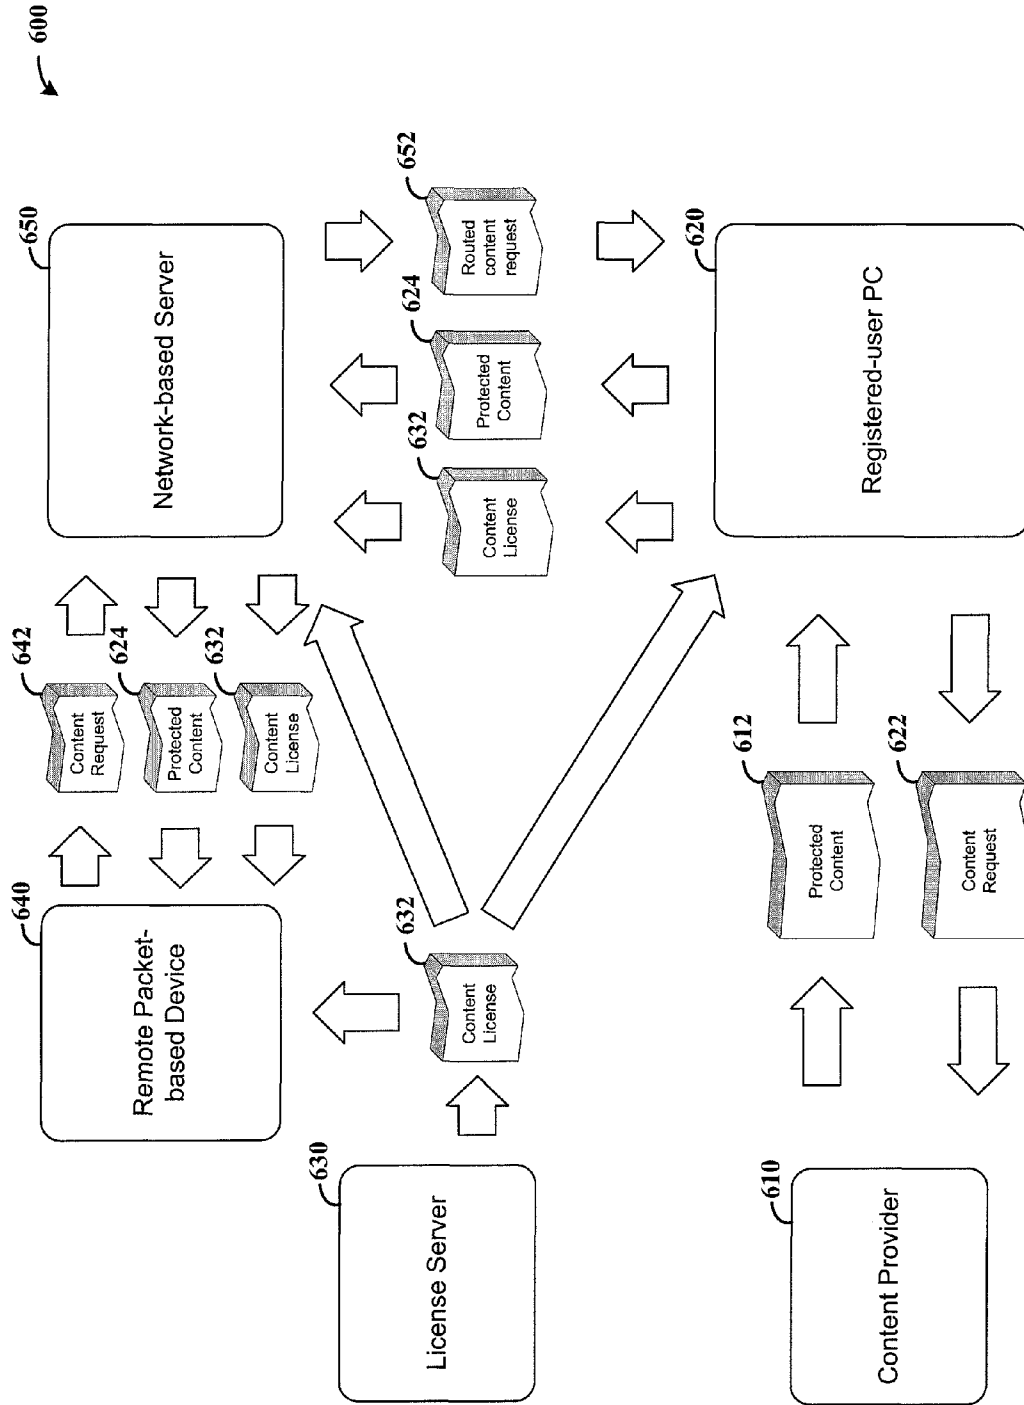 600
650
Network-based Server
652
Routed
content
request
624
Protected
Content
632
Content
License
620
Registered-user PC
642
Content
Request
624
Protected
Content
632
Content
License
640
Remote Packet-
based Device
632
Content
License
630
License Server
612
Protected
Content
622
Content
Request
610
Content Provider